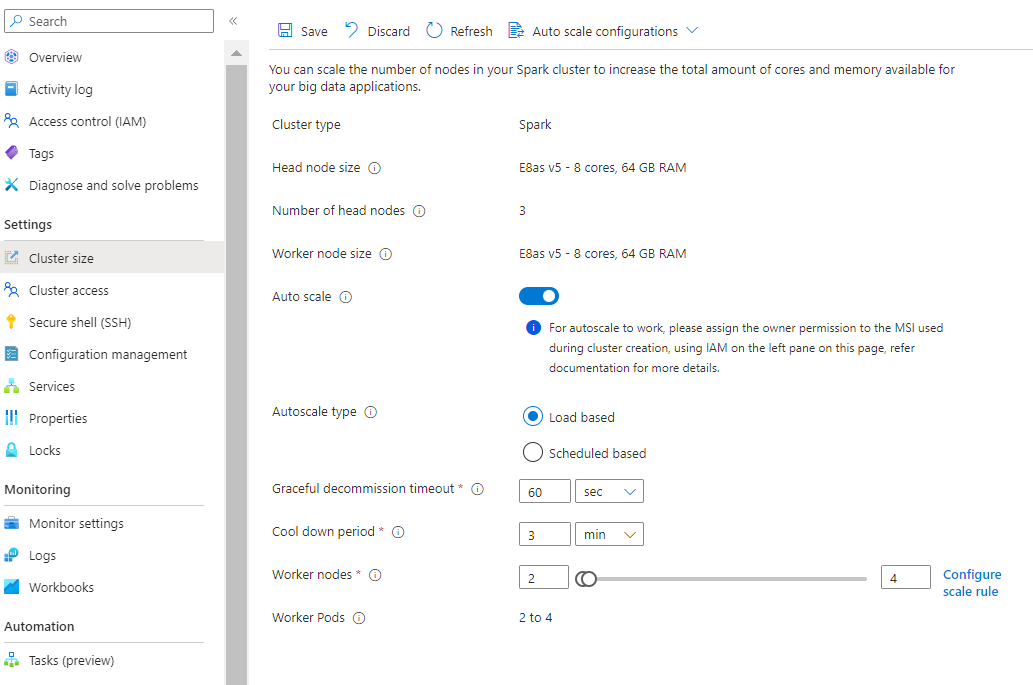 Search
«
Overview
Activity log
Access control (IAM)
Tags
Diagnose and solve problems
Settings
Cluster size
Cluster access
Secure shell (SSH)
Configuration management
Services
Properties
Locks
Monitoring
Monitor settings
Logs
Workbooks
Automation
Tasks (preview)
Save Discard Refresh Auto scale configurations
You can scale the number of nodes in your Spark cluster to increase the total amount of cores and memory available for
your big data applications.
Cluster type Spark
Head node size E8as v5 - 8 cores, 64 GB RAM
Number of head nodes 3
Worker node size E8as v5 - 8 cores, 64 GB RAM
Auto scale
For autoscale to work, please assign the owner permission to the MSI used
during cluster creation, using IAM on the left pane on this page, refer
documentation for more details.
Autoscale type Load based
Scheduled based
Graceful decommission timeout * 60 sec
Cool down period * 3 min
Worker nodes * 2 4 Configure
scale rule
Worker Pods 2 to 4